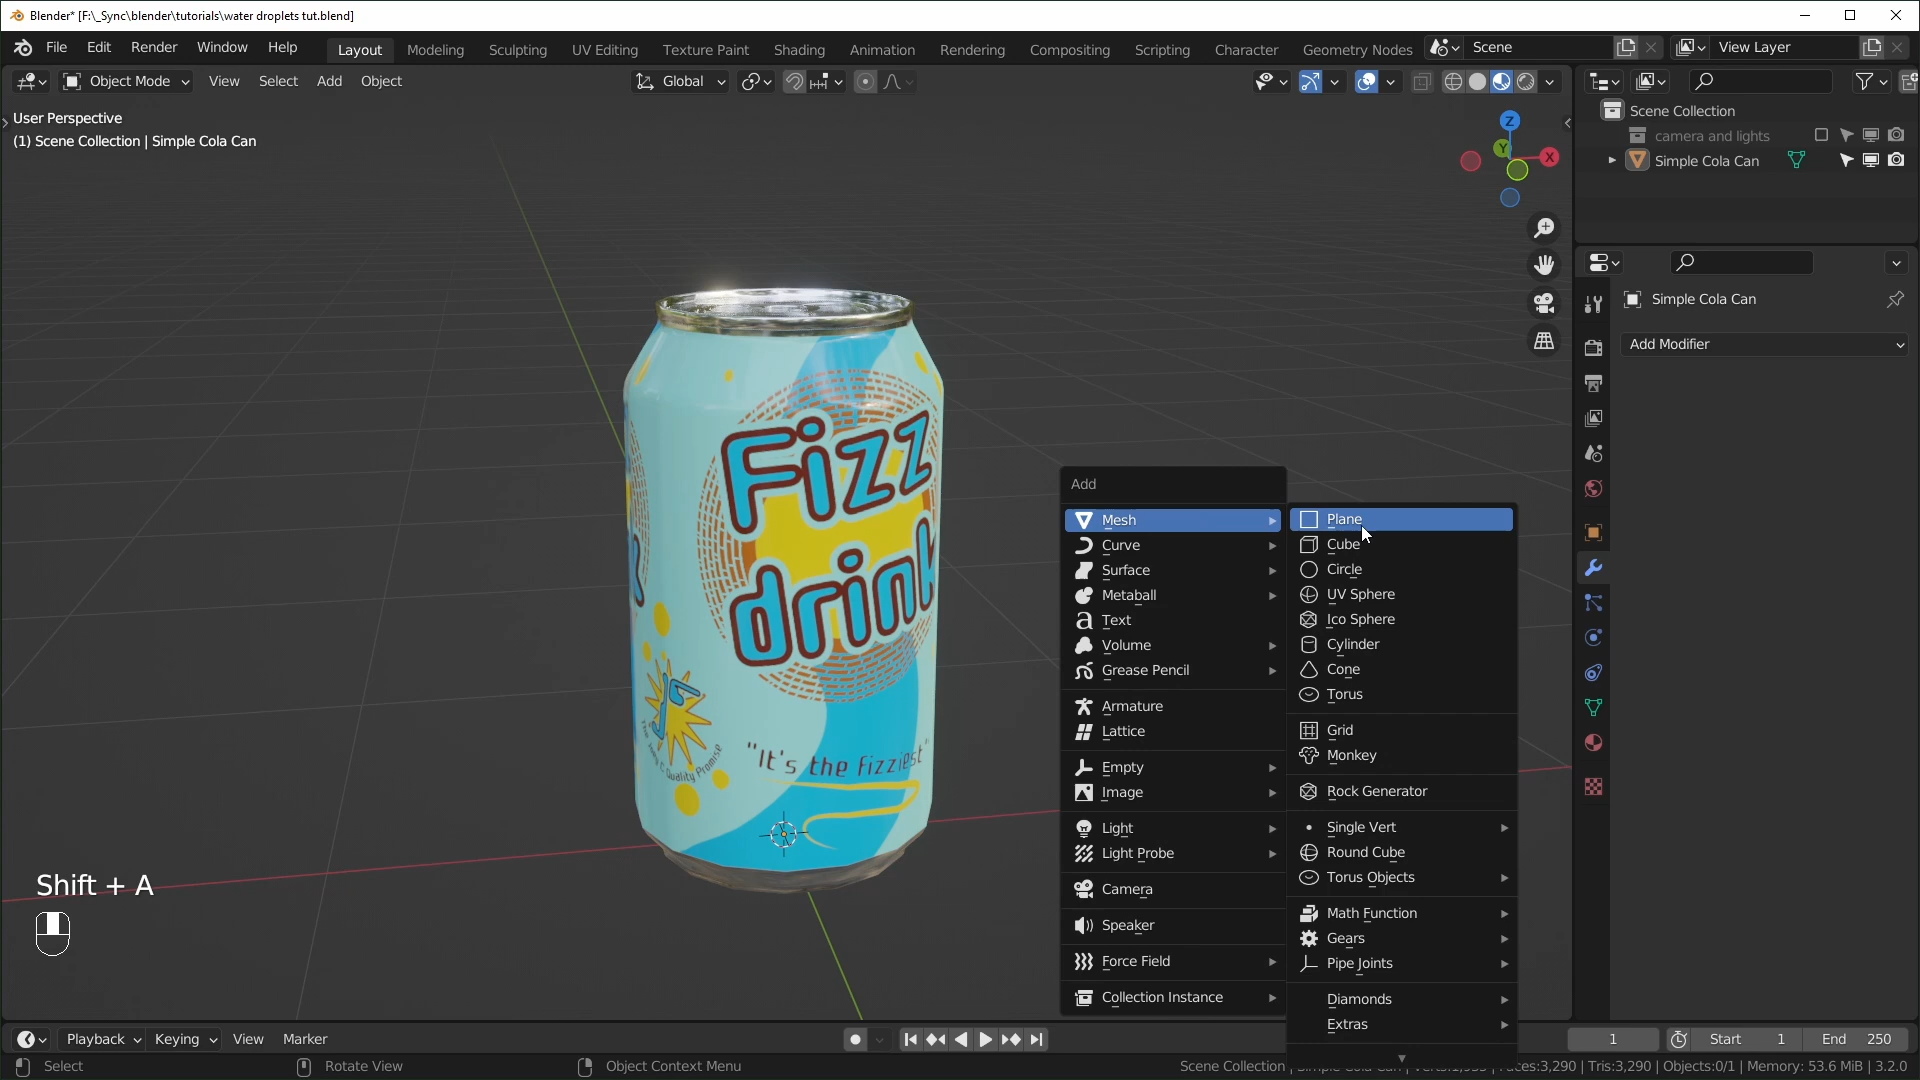 Blender* [F:\_Sync\blender\tutorials\water droplets tut.blend]
File Edit Render Window Help
Layout Modeling Sculpting UV Editing Texture Paint Shading Animation Rendering Compositing Scripting Character Geometry Nodes
Scene
View Layer
Object Mode View Select Add Object
Global
User Perspective
(1) Scene Collection | Simple Cola Can
Z
Y
X
Scene Collection
camera and lights
Simple Cola Can
Simple Cola Can
Add Modifier
Fizz
drink
"It's the Fizziest"
Quality Promise
Add
Mesh
Curve
Surface
Metaball
Text
Volume
Grease Pencil
Armature
Lattice
Empty
Image
Light
Light Probe
Camera
Speaker
Force Field
Collection Instance
Plane
Cube
Circle
UV Sphere
Ico Sphere
Cylinder
Cone
Torus
Grid
Monkey
Rock Generator
Single Vert
Round Cube
Torus Objects
Math Function
Gears
Pipe Joints
Diamonds
Extras
Shift + A
Playback Keying View Marker
1
Start 1
End 250
Select
Rotate View
Object Context Menu
Scene Collection
3,290 | Tris:3,290 | Objects:0/1 | Memory: 53.6 MiB | 3.2.0